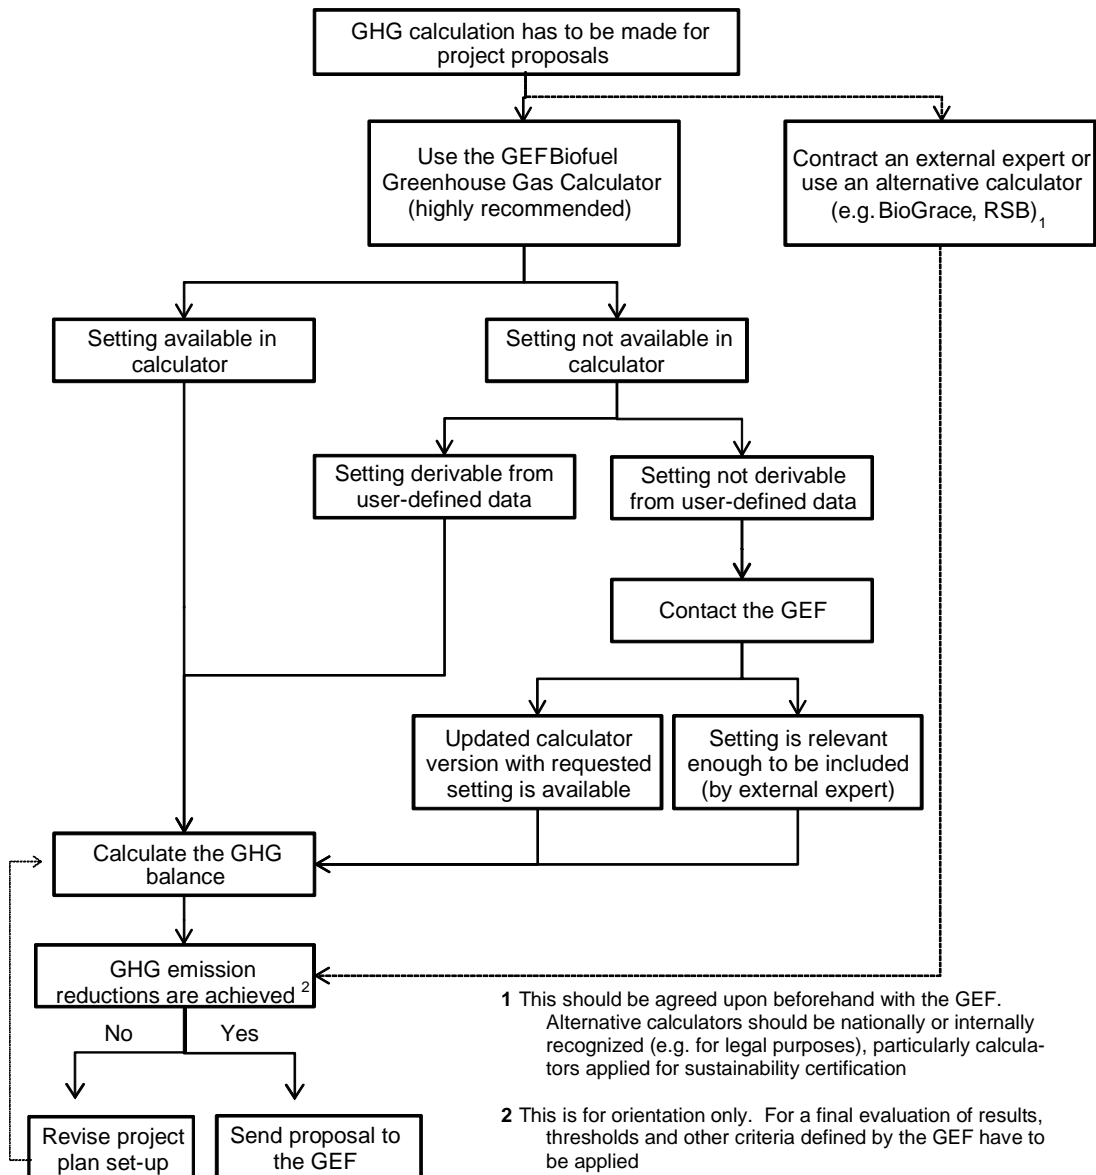 GHG calculation has to be made for
project proposals
Use the GEFBiofuel
Greenhouse Gas Calculator
(highly recommended)
Contract an external expert or
use an alternative calculator
(e.g. BioGrace, RSB)1
Setting available in
calculator
Setting not available in
calculator
Setting derivable from
user-defined data
Setting not derivable
from user-defined data
Contact the GEF
Updated calculator
version with requested
setting is available
Setting is relevant
enough to be included
(by external expert)
Calculate the GHG
balance
GHG emission
reductions are achieved 2
No
Yes
Revise project
plan set-up
Send proposal to
the GEF
1 This should be agreed upon beforehand with the GEF.
Alternative calculators should be nationally or internally
recognized (e.g. for legal purposes), particularly calcula-
tors applied for sustainability certification
2 This is for orientation only. For a final evaluation of results,
thresholds and other criteria defined by the GEF have to
be applied